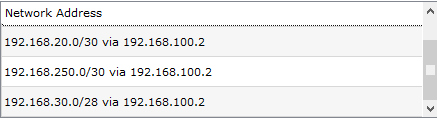 Network Address
192.168.20.0/30 via 192.168.100.2
192.168.250.0/30 via 192.168.100.2
192.168.30.0/28 via 192.168.100.2